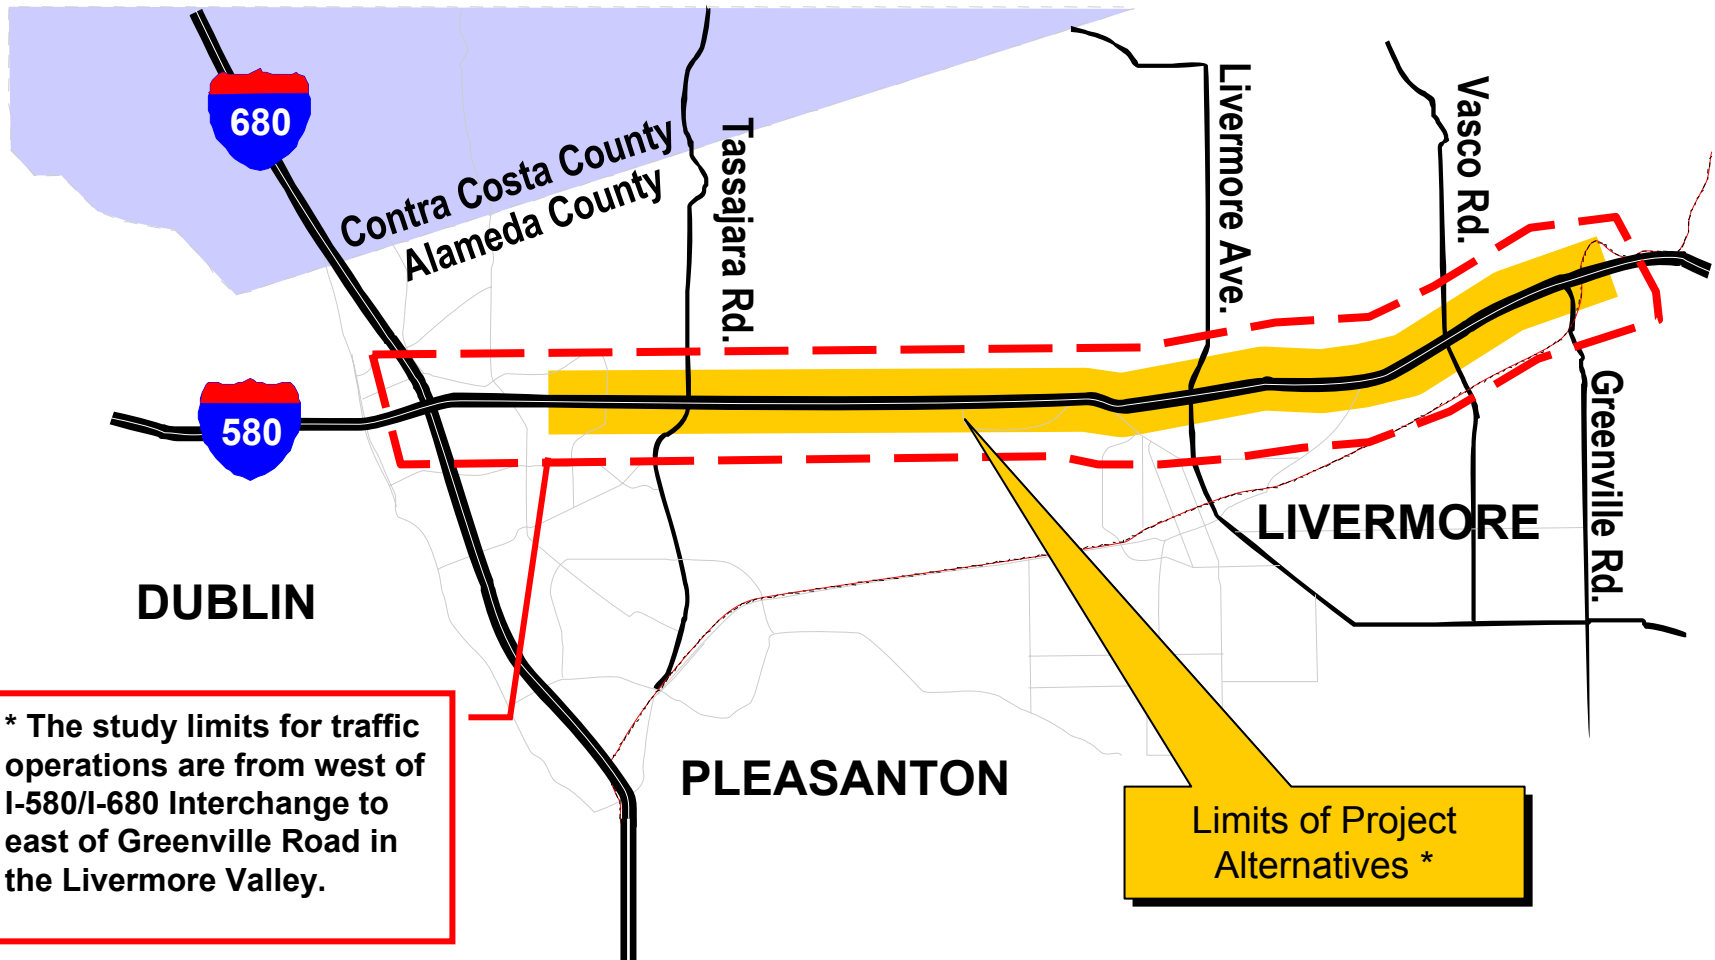 680
Contra Costa County
Alameda County
Tassajara Rd.
Livermore Ave.
Vasco Rd.
580
Greenville Rd.
LIVERMORE
DUBLIN
PLEASANTON
* The study limits for traffic
operations are from west of
I-580/I-680 Interchange to
east of Greenville Road in
the Livermore Valley.
Limits of Project
Alternatives *